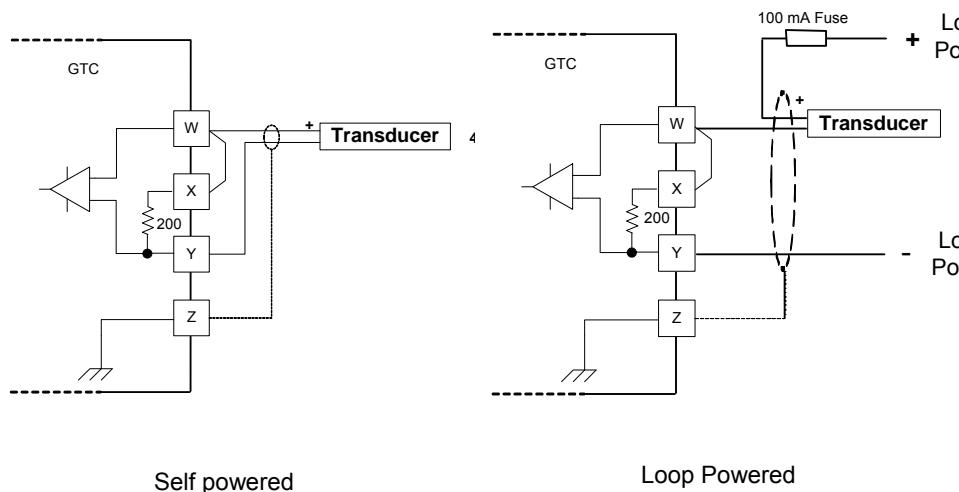 GTC
W
X
200
Y
Z
+
Transducer
Self powered
100 mA Fuse
+
GTC
W
X
200
Y
Z
+
Transducer
-
Loop Powered